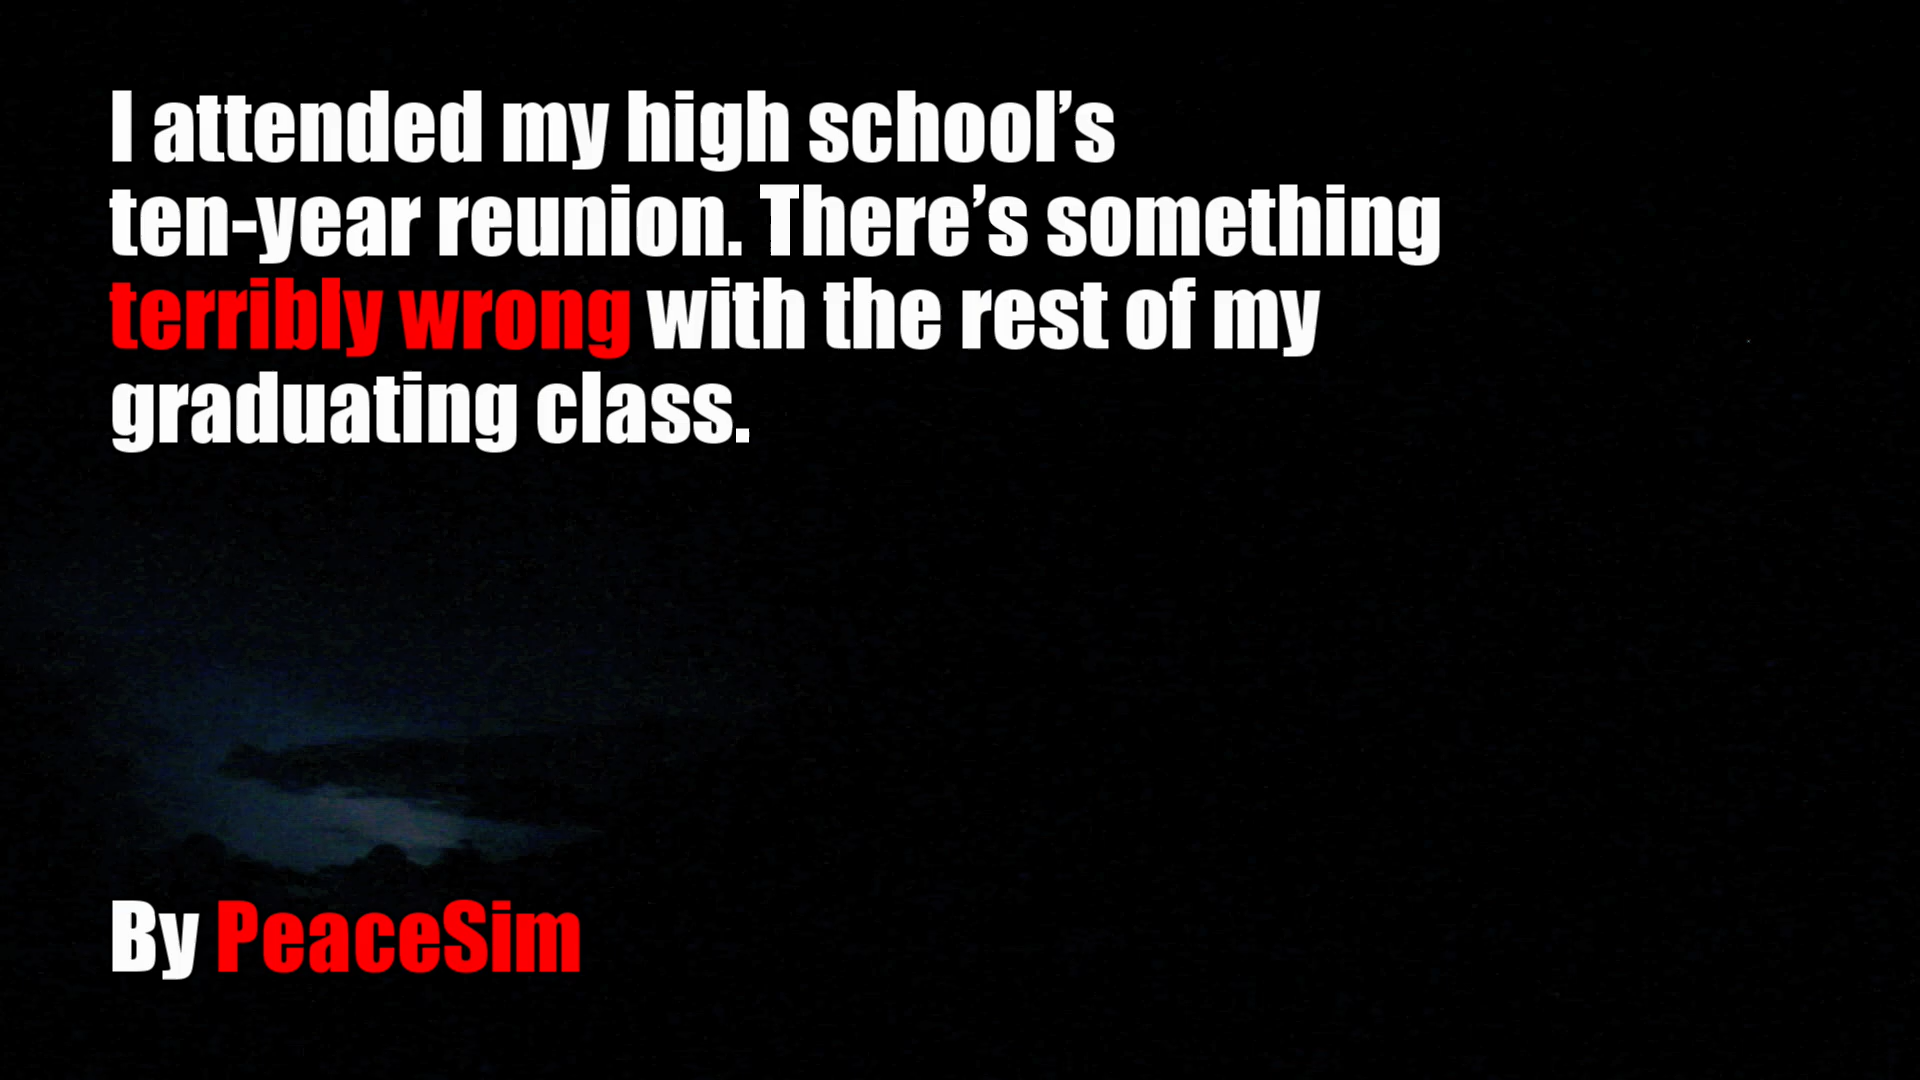 I attended my high school’s
ten-year reunion. There’s something
terribly wrong with the rest of my
graduating class.
By PeaceSim